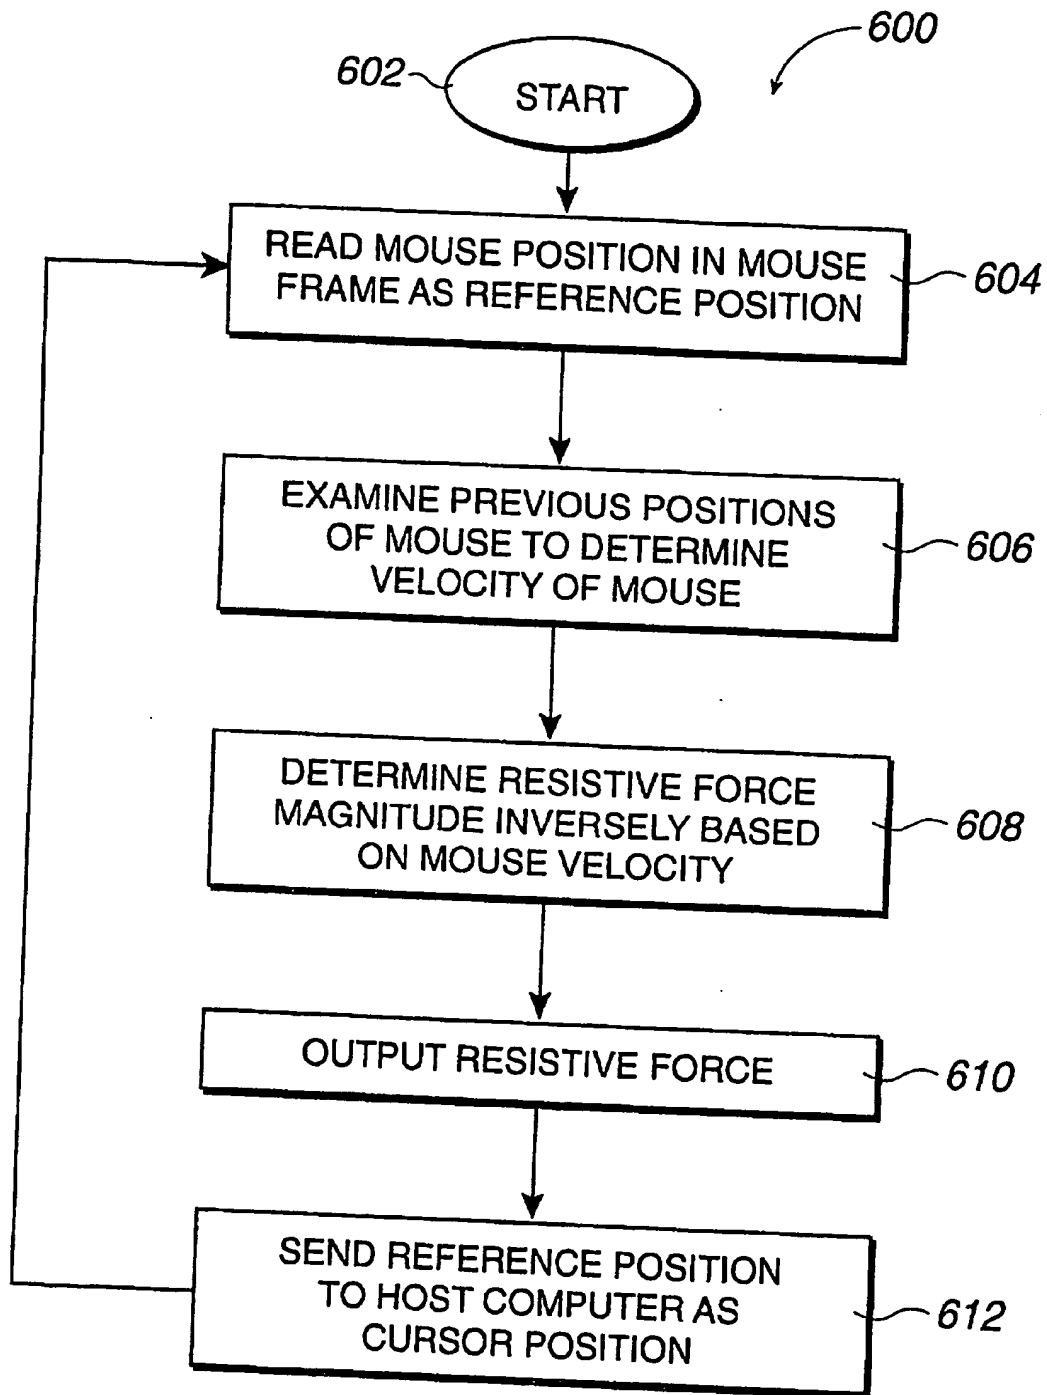 600
602
START
READ MOUSE POSITION IN MOUSE
FRAME AS REFERENCE POSITION
604
EXAMINE PREVIOUS POSITIONS
OF MOUSE TO DETERMINE
VELOCITY OF MOUSE
606
DETERMINE RESISTIVE FORCE
MAGNITUDE INVERSELY BASED
ON MOUSE VELOCITY
608
OUTPUT RESISTIVE FORCE
610
SEND REFERENCE POSITION
TO HOST COMPUTER AS
CURSOR POSITION
612